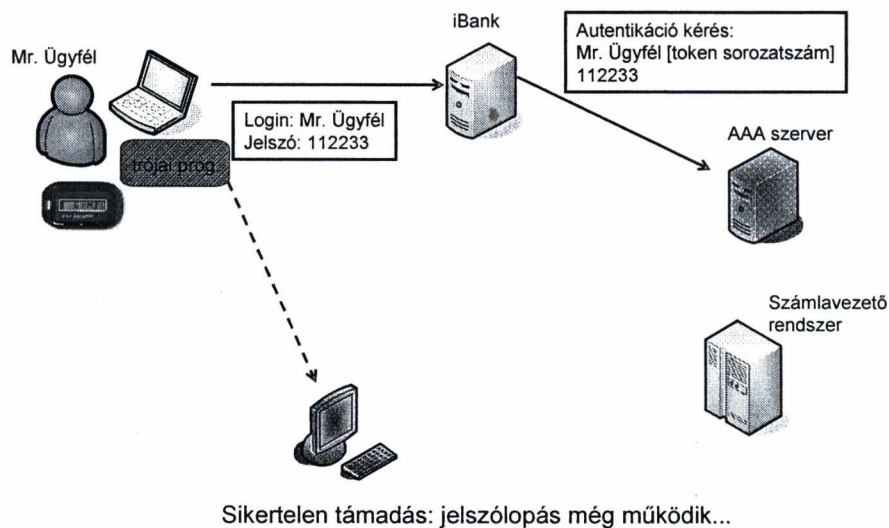 iBank
Mr. Ügyfél
Autentikáció kérés:
Mr. Ügyfél [token sorozatszám]
112233
Login: Mr. Ügyfél
Jelszó: 112233
trójai prog
AAA szerver
Számlavezető
rendszer
Sikertelen támadás: jelszólopás még működik...